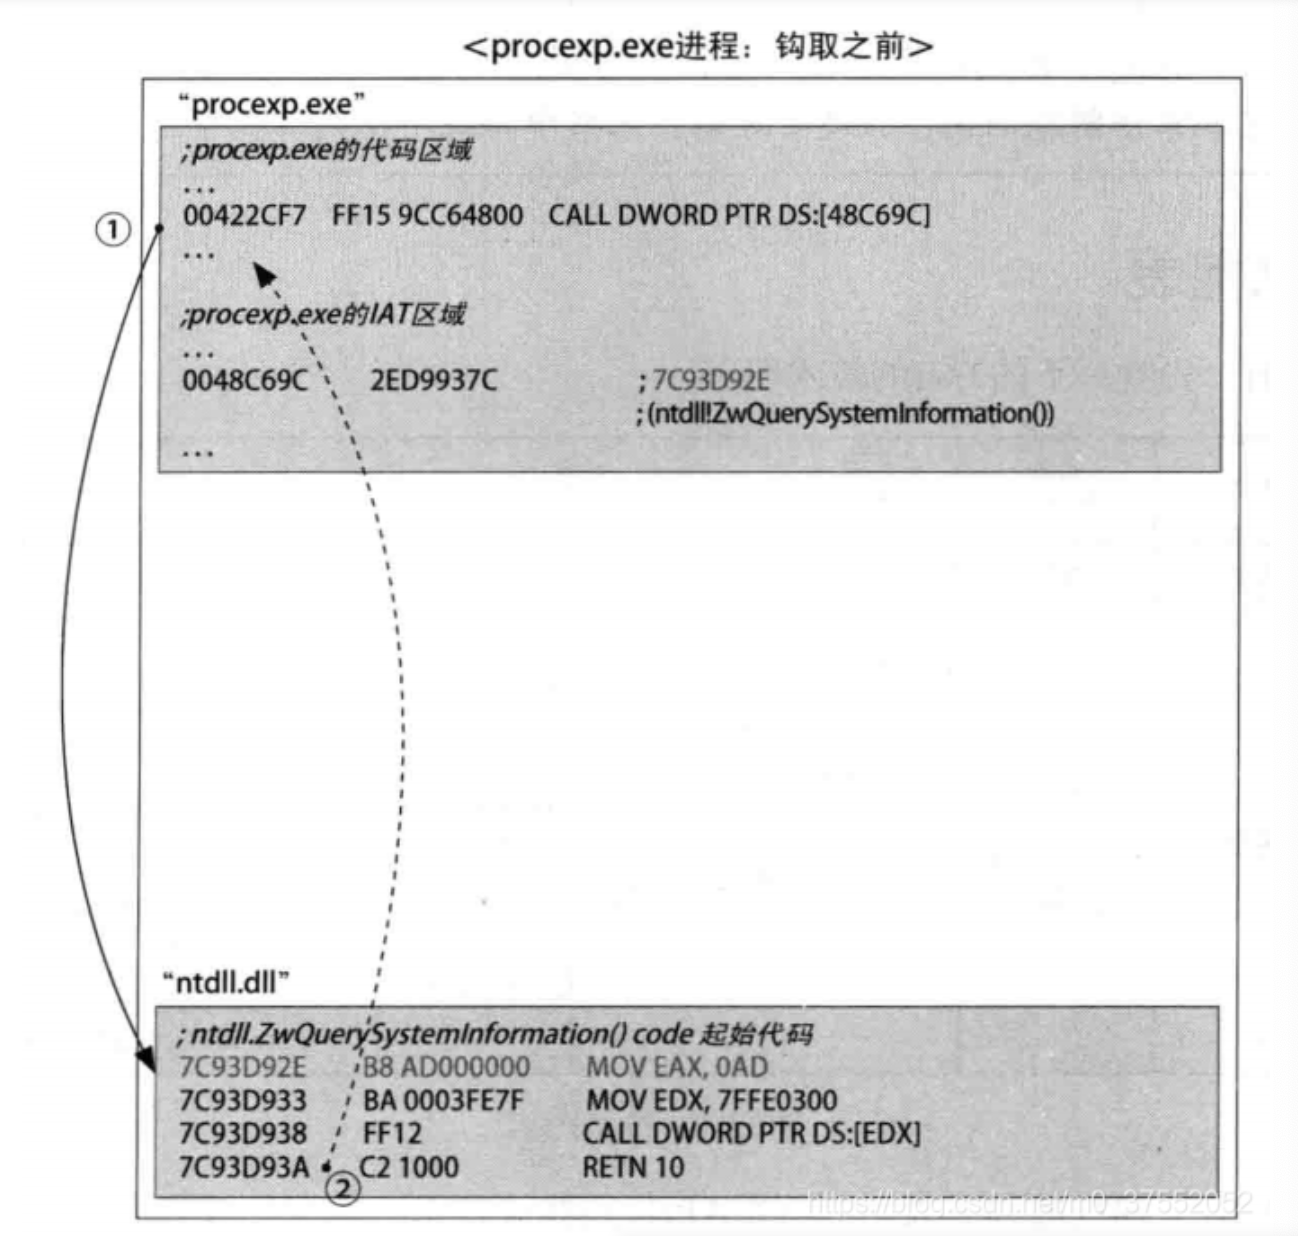 <procexp.exe进程：钩取之前>
“procexp.exe”
;procexp.exe的代码区域
...
① 00422CF7 FF15 9CC64800 CALL DWORD PTR DS:[48C69C]
...
;procexp.exe的IAT区域
...
0048C69C 2ED9937C ; 7C93D92E
; (ntdll!ZwQuerySystemInformation())
...
“ntdll.dll”
; ntdll.ZwQuerySystemInformation() code 起始代码
7C93D92E B8 AD000000 MOV EAX, 0AD
7C93D933 BA 0003FE7F MOV EDX, 7FFE0300
7C93D938 FF12 CALL DWORD PTR DS:[EDX]
7C93D93A C2 1000 RETN 10
②
https://blog.csdn.net/m0_37552052